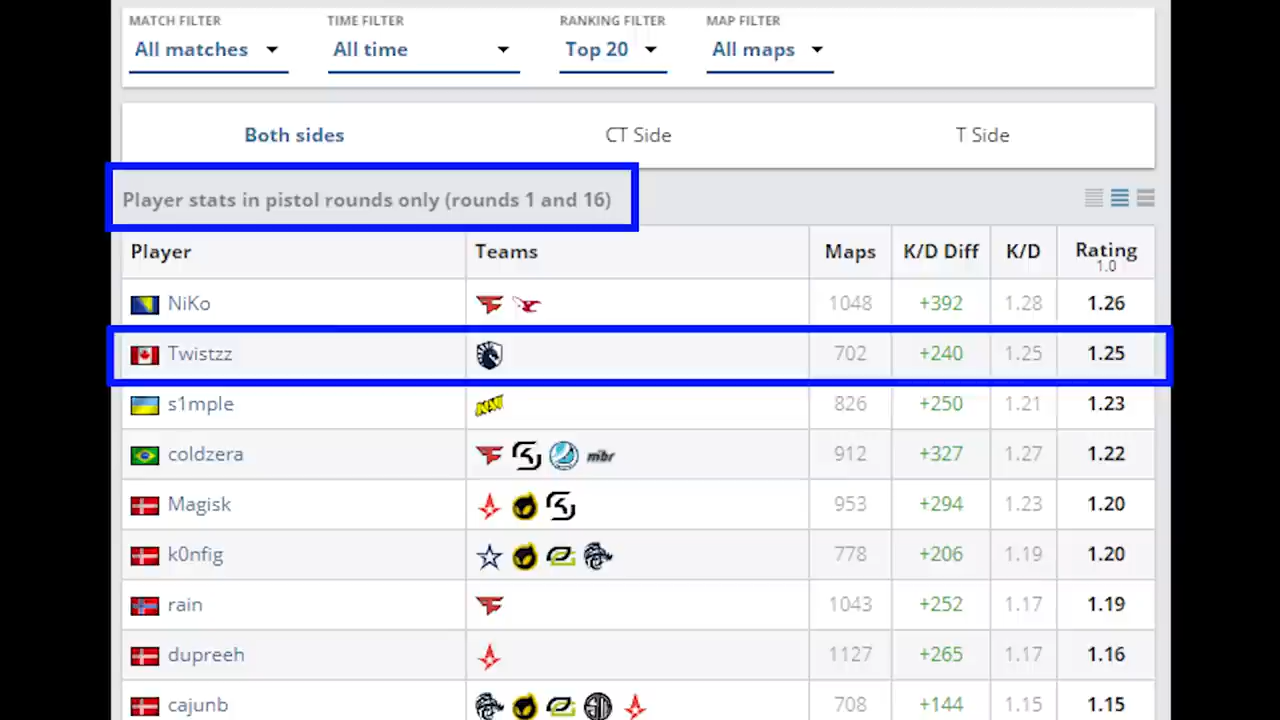 MATCH FILTER TIME FILTER RANKING FILTER MAP FILTER
All matches All time Top 20 All maps
Both sides CT Side T Side
Player stats in pistol rounds only (rounds 1 and 16)
Player Teams Maps K/D Diff K/D Rating
1.0
NiKo 1048 +392 1.28 1.26
Twistzz 702 +240 1.25 1.25
s1mple NAVI 826 +250 1.21 1.23
coldzera mibr 912 +327 1.27 1.22
Magisk 953 +294 1.23 1.20
k0nfig 778 +206 1.19 1.20
rain 1043 +252 1.17 1.19
dupreeh 1127 +265 1.17 1.16
cajunb 708 +144 1.15 1.15